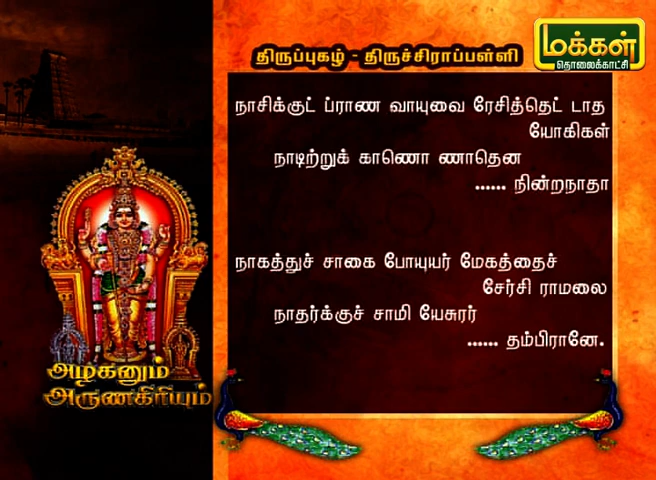 திருப்புகழ் - திருச்சிராப்பள்ளி
மக்கள்
தொலைக்காட்சி
நாசிக்குட் ப்ராண வாயுவை ரேசித்தெட் டாத
யோகிகள்
நாடிற்றுக் காணொ ணாதென
...... நின்றநாதா
நாகத்துச் சாகை போயுயர் மேகத்தைச்
சேர்சி ராமலை
நாதர்க்குச் சாமி யேசுரர்
...... தம்பிரானே.
அழகனும்
அருணகிரியும்